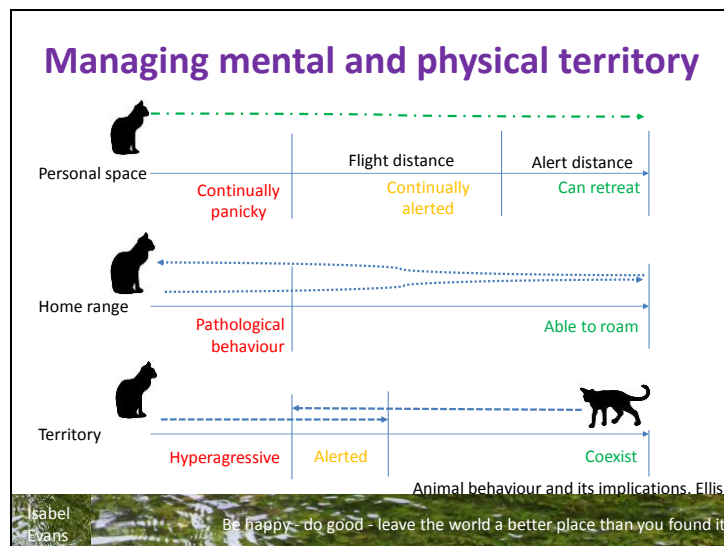 Managing mental and physical territory
Flight distance
Alert distance
Personal space
Continually
panicky
Continually
alerted
Can retreat
Home range
Pathological
behaviour
Able to roam
Territory
Hyperagressive
Alerted
Coexist
Animal behaviour and its implications. Ellis
Isabel
Evans
Be happy - do good - leave the world a better place than you found it